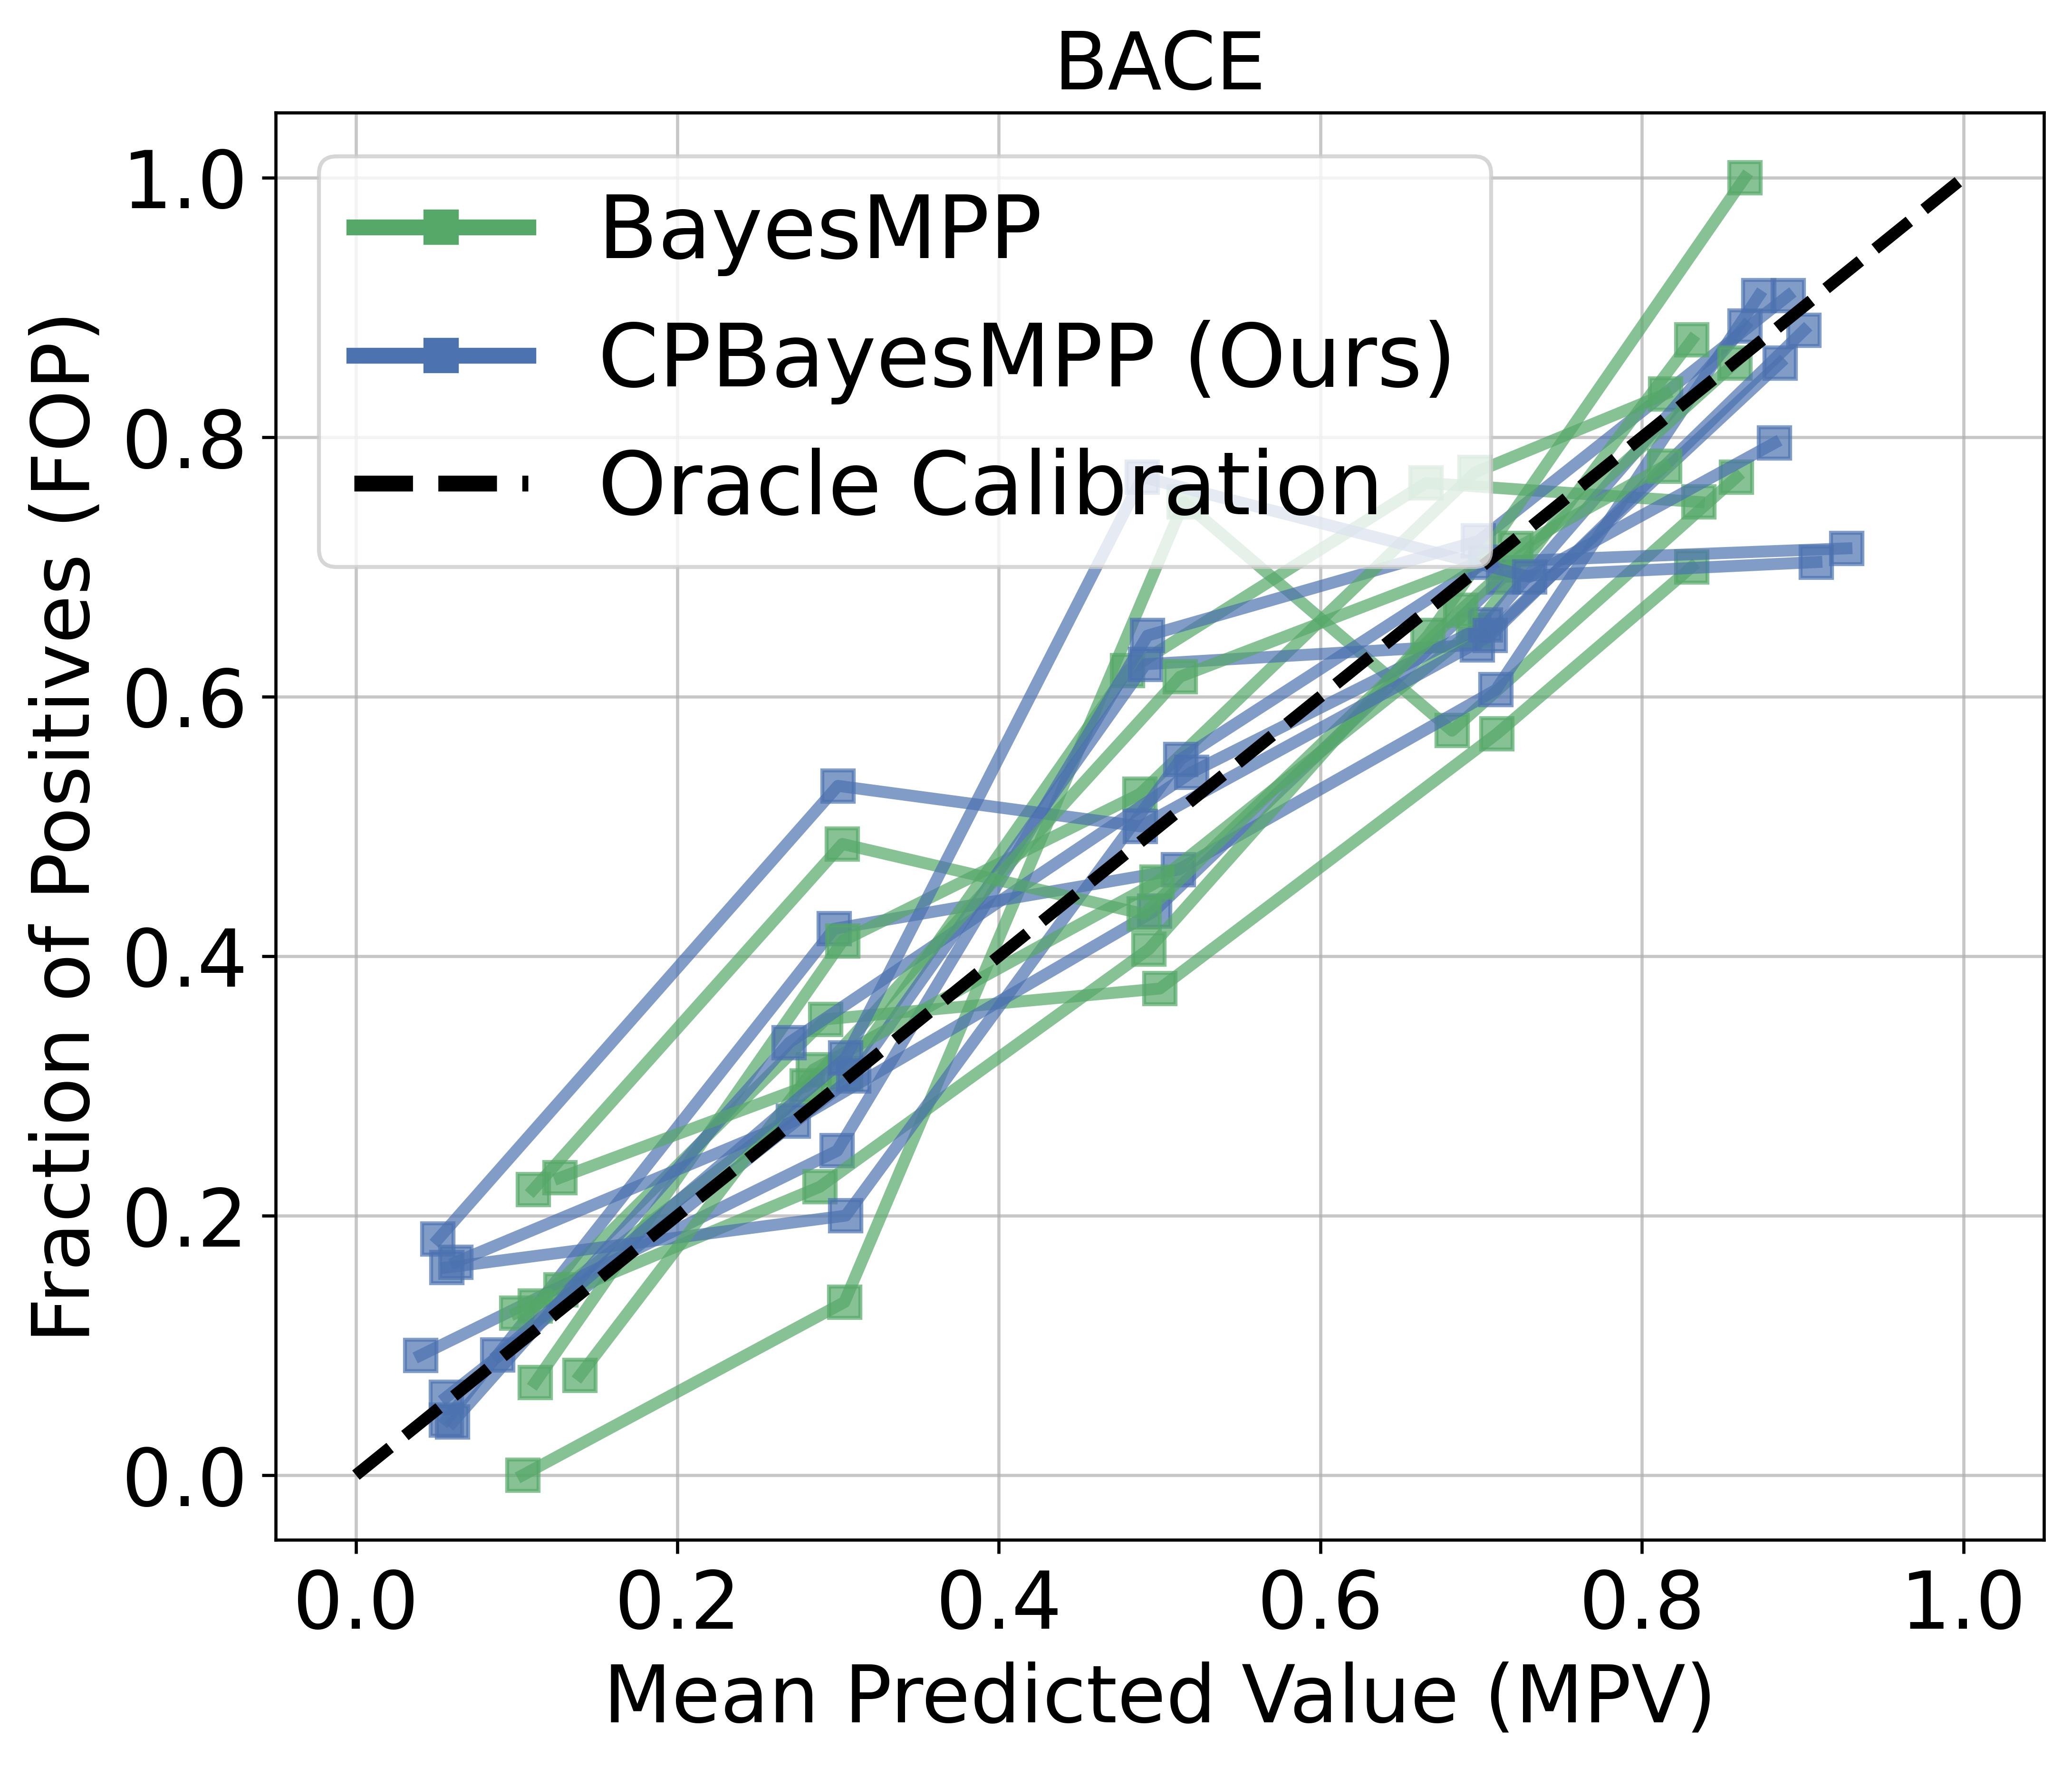 BACE
BayesMPP
CPBayesMPP (Ours)
Oracle Calibration
Fraction of Positives (FOP)
1.0
0.8
0.6
0.4
0.2
0.0
0.0 0.2 0.4 0.6 0.8 1.0
Mean Predicted Value (MPV)